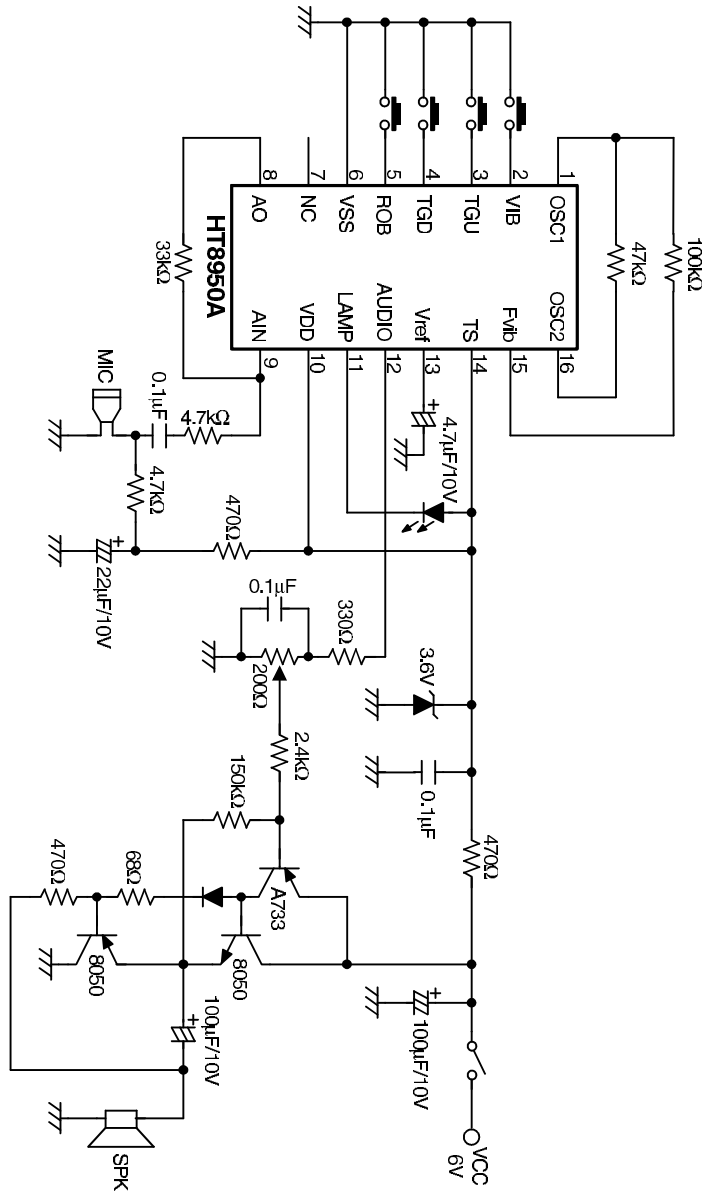 100kΩ
47kΩ
1
2
3
4
5
6
7
8
OSC1
VIB
TGU
TGD
ROB
VSS
NC
AO
HT8950A
OSC2
Fvib
TS
Vref
AUDIO
LAMP
VDD
AIN
16
15
14
13
12
11
10
9
33kΩ
MIC
0.1μF
4.7kΩ
4.7kΩ
+
22μF/10V
470Ω
+
4.7μF/10V
0.1μF
200Ω
330Ω
3.6V
0.1μF
470Ω
2.4kΩ
150kΩ
A733
8050
68Ω
470Ω
8050
+
100μF/10V
+
100μF/10V
VCC
6V
SPK